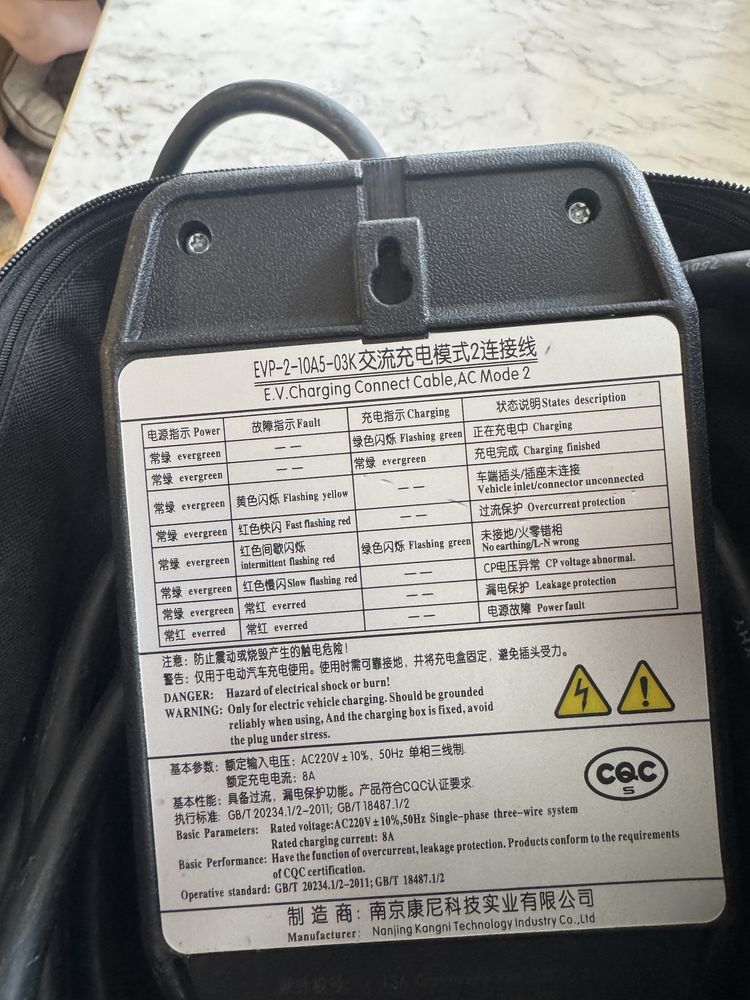 EVP-2-10A5-03K交流充电模式2连接线
E.V.Charging Connect Cable,AC Mode 2
电源指示 Power 故障指示 Fault 充电指示 Charging 状态说明 States description
常绿 evergreen —— 绿色闪烁 Flashing green 正在充电中 Charging
常绿 evergreen —— 常绿 evergreen 充电完成 Charging finished
常绿 evergreen 黄色闪烁 Flashing yellow —— 车端插头/插座未连接
Vehicle inlet/connector unconnected
常绿 evergreen 红色快闪 Fast flashing red —— 过流保护 Overcurrent protection
常绿 evergreen 红色间歇闪烁 绿色闪烁 Flashing green 未接地/火零错相
intermittent flashing red No earthing/L-N wrong
常绿 evergreen 红色慢闪 Slow flashing red —— CP电压异常 CP voltage abnormal.
常绿 evergreen 常红 everred —— 漏电保护 Leakage protection
常红 everred 常红 everred —— 电源故障 Power fault
注意: 防止震动或烧毁产生的触电危险!
警告: 仅用于电动汽车充电使用。使用时需可靠接地, 并将充电盒固定, 避免插头受力。
DANGER: Hazard of electrical shock or burn!
WARNING: Only for electric vehicle charging. Should be grounded
reliably when using, And the charging box is fixed, avoid
the plug under stress.
基本参数: 额定输入电压: AC220V±10%, 50Hz 单相三线制.
额定充电电流: 8A
基本性能: 具备过流, 漏电保护功能。产品符合CQC认证要求.
执行标准: GB/T 20234.1/2-2011; GB/T 18487.1/2
CQC
S
Basic Parameters: Rated voltage:AC220V±10%,50Hz Single-phase three-wire system
Rated charging current: 8A
Basic Performance: Have the function of overcurrent, leakage protection. Products conform to the requirements
of CQC certification.
Operative standard: GB/T 20234.1/2-2011; GB/T 18487.1/2
制造商: 南京康尼科技实业有限公司
Manufacturer: Nanjing Kangni Technology Industry Co.,Ltd